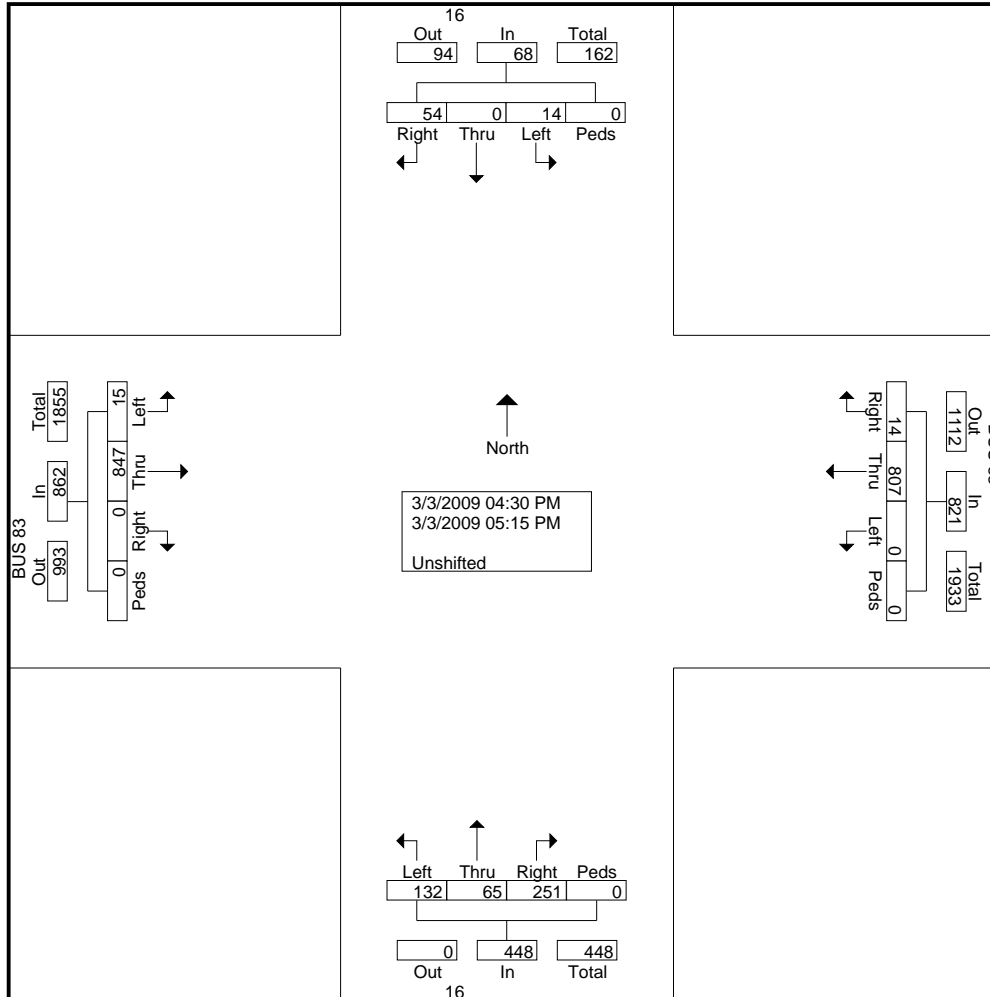 16
Out In Total
94 68 162
54 0 14 0
Right Thru Left Peds
Total In Out
1855 862 993
BUS 83
15 847 0 0
Left Thru Right Peds
North
3/3/2009 04:30 PM
3/3/2009 05:15 PM
Unshifted
Right Thru Left Peds
14 807 0 0
Out In Total
1112 821 1933
Left Thru Right Peds
132 65 251 0
0 448 448
Out In Total
16